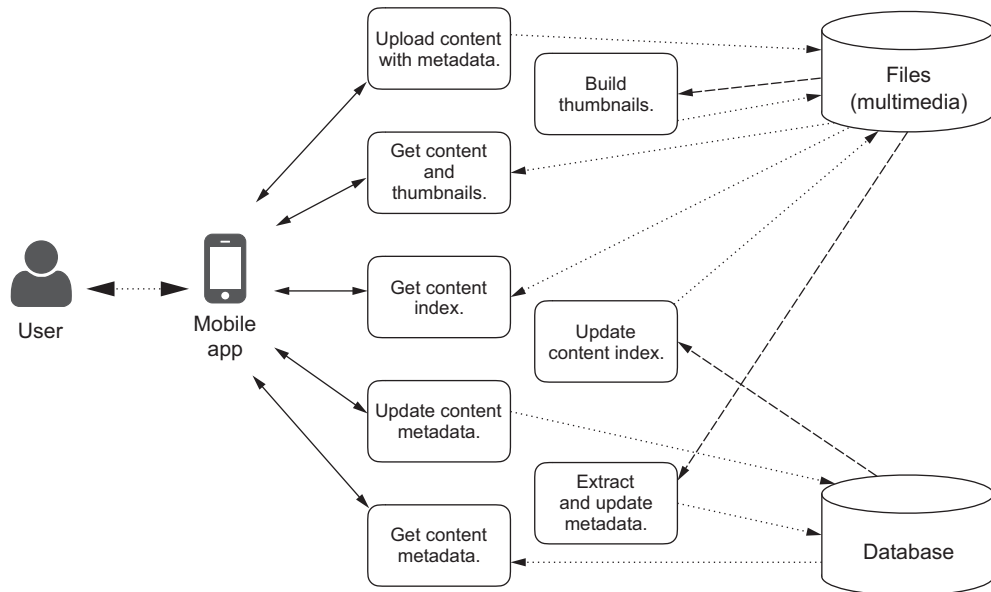 Upload content
with metadata.
Build
thumbnails.
Files
(multimedia)
Get content
and
thumbnails.
User
Mobile
app
Get content
index.
Update
content index.
Update content
metadata.
Extract
and update
metadata.
Get content
metadata.
Database